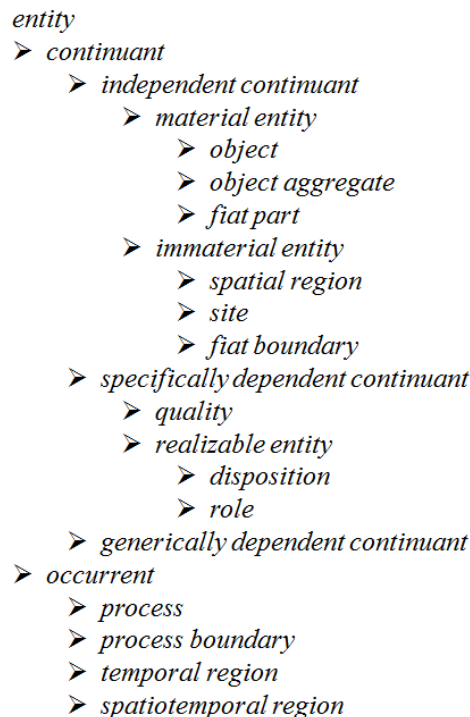 entity
➢ continuant
➢ independent continuant
➢ material entity
➢ object
➢ object aggregate
➢ fiat part
➢ immaterial entity
➢ spatial region
➢ site
➢ fiat boundary
➢ specifically dependent continuant
➢ quality
➢ realizable entity
➢ disposition
➢ role
➢ generically dependent continuant
➢ occurrent
➢ process
➢ process boundary
➢ temporal region
➢ spatiotemporal region